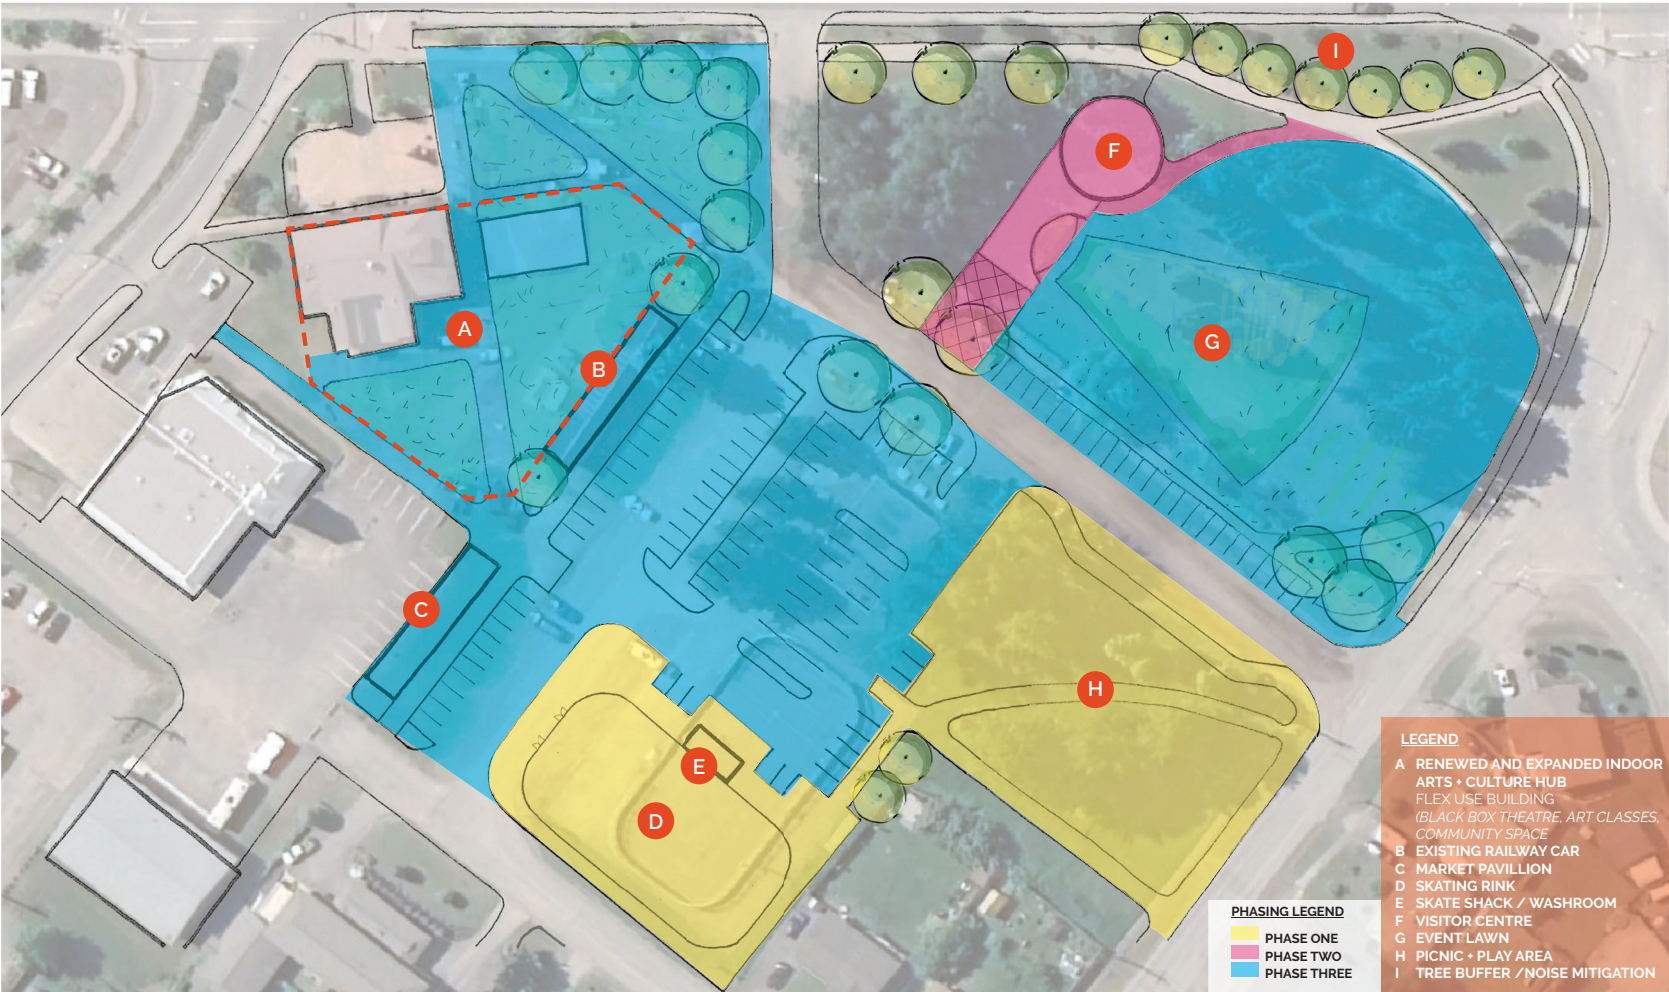 I
F
A
G
B
C
H
E
D
LEGEND
A RENEWED AND EXPANDED INDOOR
ARTS + CULTURE HUB
FLEX USE BUILDING
(BLACK BOX THEATRE, ART CLASSES,
COMMUNITY SPACE
B EXISTING RAILWAY CAR
C MARKET PAVILLION
D SKATING RINK
E SKATE SHACK / WASHROOM
F VISITOR CENTRE
G EVENT LAWN
H PICNIC + PLAY AREA
I TREE BUFFER /NOISE MITIGATION
PHASING LEGEND
PHASE ONE
PHASE TWO
PHASE THREE